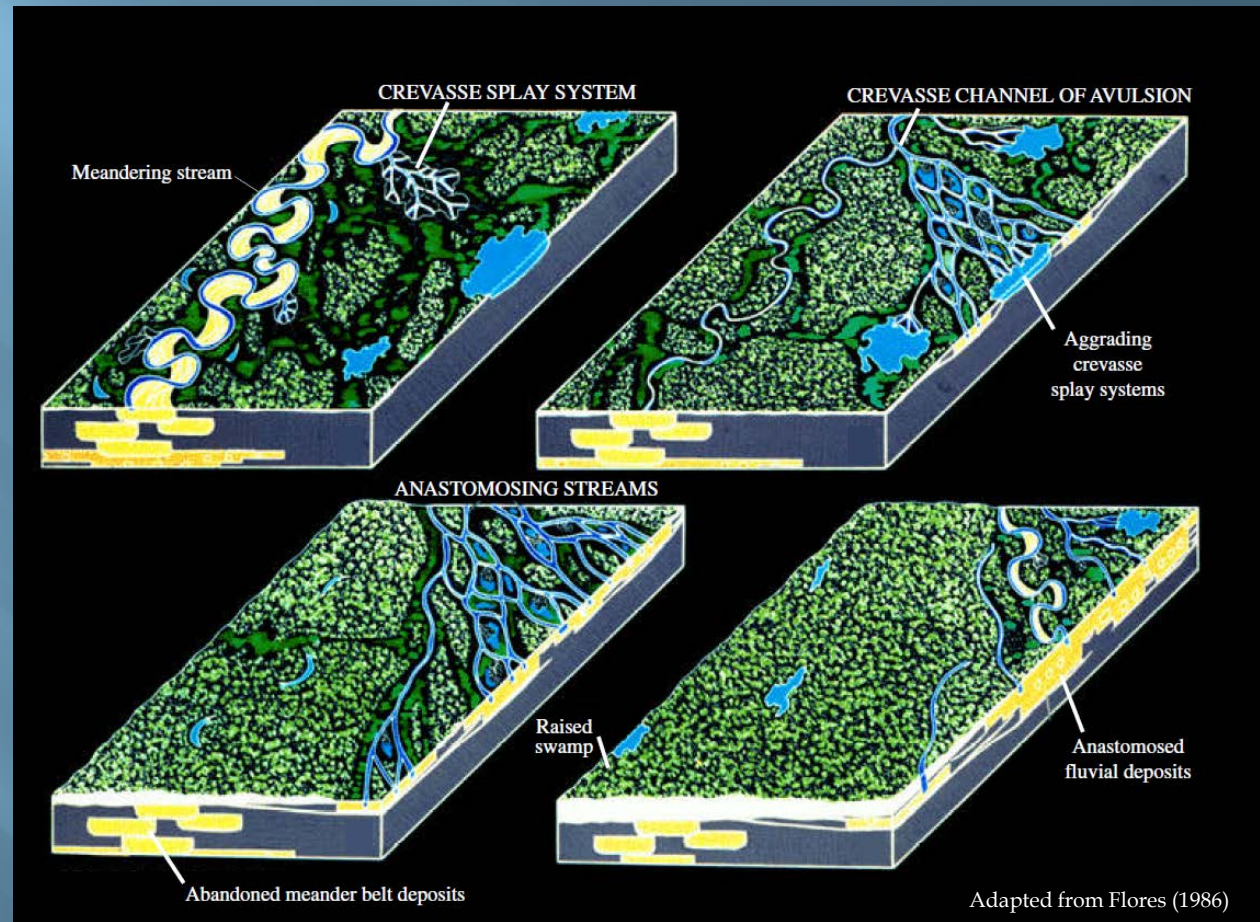 CREVASSE SPLAY SYSTEM
Meandering stream
CREVASSE CHANNEL OF AVULSION
Aggrading
crevasse
splay systems
ANASTOMOSING STREAMS
Abandoned meander belt deposits
Raised
swamp
Anastomosed
fluvial deposits
Adapted from Flores (1986)